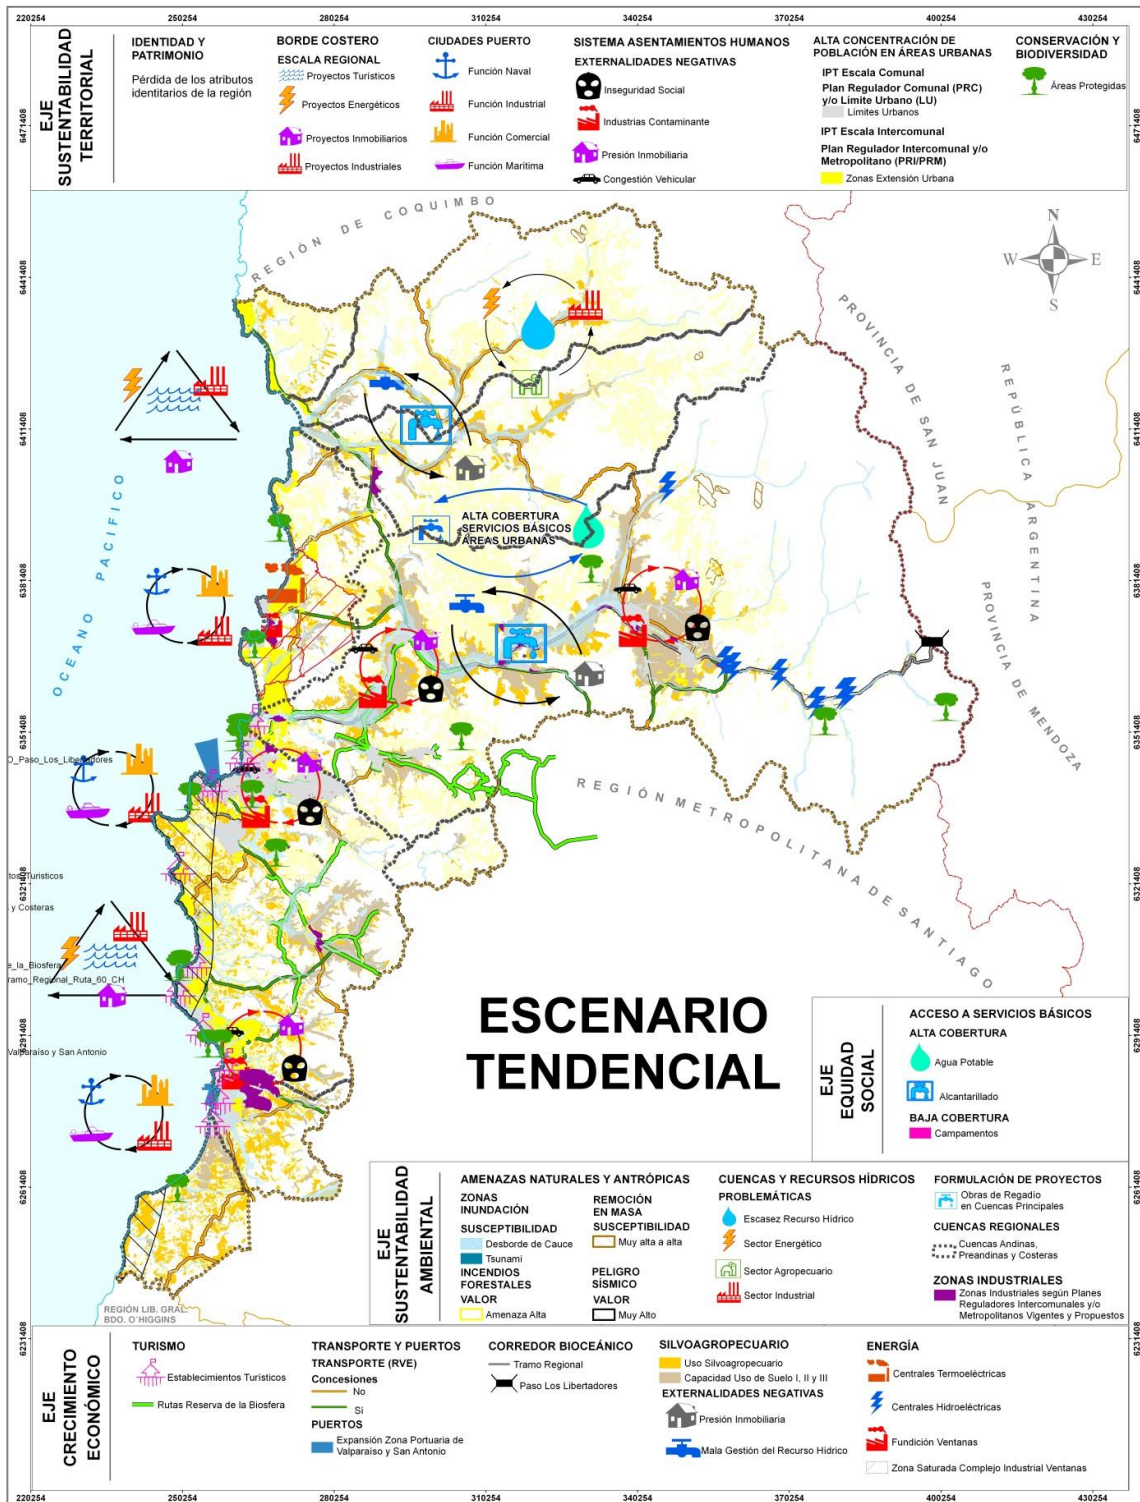 220254 250254 280254 310254 340254 370254 400254 430254
EJE
SUSTENTABILIDAD
TERRITORIAL
IDENTIDAD Y
PATRIMONIO
Pérdida de los atributos
identitarios de la región
BORDE COSTERO
ESCALA REGIONAL
Proyectos Turísticos
Proyectos Energéticos
Proyectos Inmobiliarios
Proyectos Industriales
CIUDADES PUERTO
Función Naval
Función Industrial
Función Comercial
Función Marítima
SISTEMA ASENTAMIENTOS HUMANOS
EXTERNALIDADES NEGATIVAS
Inseguridad Social
Industrias Contaminante
Presión Inmobiliaria
Congestión Vehicular
ALTA CONCENTRACIÓN DE
POBLACIÓN EN ÁREAS URBANAS
IPT Escala Comunal
Plan Regulador Comunal (PRC)
y/o Límite Urbano (LU)
Limites Urbanos
IPT Escala Intercomunal
Plan Regulador Intercomunal y/o
Metropolitano (PRI/PRM)
Zonas Extensión Urbana
CONSERVACIÓN Y
BIODIVERSIDAD
Áreas Protegidas
6471408
6441408
6411408
6381408
6351408
6321408
6291408
6261408
6231408
REGIÓN DE COQUIMBO
N
W E
S
PROVINCIA DE SAN JUAN
REPÚBLICA ARGENTINA
PROVINCIA DE MENDOZA
OCEANO PACIFICO
ALTA COBERTURA
SERVICIOS BÁSICOS
ÁREAS URBANAS
O_Paso_Los_Libertadores
REGIÓN METROPOLITANA DE SANTIAGO
Turisticos
y Costeras
e_la_Biosfera
ramo_Regional_Ruta_60_CH
Valparaíso y San Antonio
ESCENARIO
TENDENCIAL
REGIÓN LIB. GRAL.
BDO. O'HIGGINS
EJE
EQUIDAD
SOCIAL
ACCESO A SERVICIOS BÁSICOS
ALTA COBERTURA
Agua Potable
Alcantarillado
BAJA COBERTURA
Campamentos
EJE
SUSTENTABILIDAD
AMBIENTAL
AMENAZAS NATURALES Y ANTRÓPICAS
ZONAS
INUNDACIÓN
SUSCEPTIBILIDAD
Desborde de Cauce
Tsunami
INCENDIOS
FORESTALES
VALOR
Amenaza Alta
REMOCIÓN
EN MASA
SUSCEPTIBILIDAD
Muy alta a alta
PELIGRO
SÍSMICO
VALOR
Muy Alto
CUENCAS Y RECURSOS HÍDRICOS
PROBLEMÁTICAS
Escasez Recurso Hídrico
Sector Energético
Sector Agropecuario
Sector Industrial
FORMULACIÓN DE PROYECTOS
Obras de Regadío
en Cuencas Principales
CUENCAS REGIONALES
Cuencas Andinas,
Preandinas y Costeras
ZONAS INDUSTRIALES
Zonas Industriales según Planes
Reguladores Intercomunales y/o
Metropolitanos Vigentes y Propuestos
EJE
CRECIMIENTO
ECONÓMICO
TURISMO
Establecimientos Turísticos
Rutas Reserva de la Biosfera
TRANSPORTE Y PUERTOS
TRANSPORTE (RVE)
Concesiones
No
Si
PUERTOS
Expansión Zona Portuaria de
Valparaíso y San Antonio
CORREDOR BIOCEÁNICO
Tramo Regional
Paso Los Libertadores
SILVOAGROPECUARIO
Uso Silvoagropecuario
Capacidad Uso de Suelo I, II y III
EXTERNALIDADES NEGATIVAS
Presión Inmobiliaria
Mala Gestión del Recurso Hídrico
ENERGÍA
Centrales Termoeléctricas
Centrales Hidroeléctricas
Fundición Ventanas
Zona Saturada Complejo Industrial Ventanas
220254 250254 280254 310254 340254 370254 400254 430254